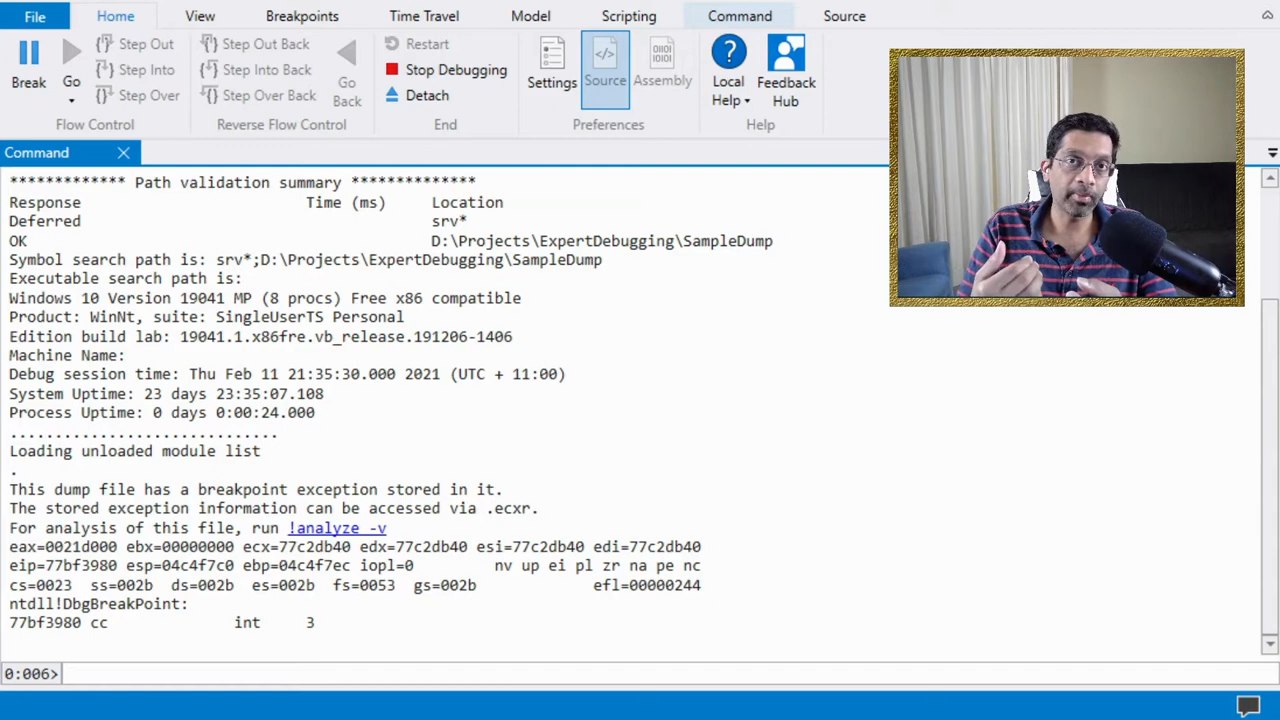 File Home View Breakpoints Time Travel Model Scripting Command Source
Break
Go
Step Out
Step Into
Step Over
Flow Control
Step Out Back
Step Into Back
Step Over Back
Go
Back
Reverse Flow Control
Restart
Stop Debugging
Detach
End
Settings
Source
Assembly
Preferences
Local
Help
Feedback
Hub
Help
Command
************* Path validation summary **************
Response Time (ms) Location
Deferred srv*
OK D:\Projects\ExpertDebugging\SampleDump
Symbol search path is: srv*;D:\Projects\ExpertDebugging\SampleDump
Executable search path is:
Windows 10 Version 19041 MP (8 procs) Free x86 compatible
Product: WinNt, suite: SingleUserTS Personal
Edition build lab: 19041.1.x86fre.vb_release.191206-1406
Machine Name:
Debug session time: Thu Feb 11 21:35:30.000 2021 (UTC + 11:00)
System Uptime: 23 days 23:35:07.108
Process Uptime: 0 days 0:00:24.000
..............................
Loading unloaded module list
.
This dump file has a breakpoint exception stored in it.
The stored exception information can be accessed via .ecxr.
For analysis of this file, run !analyze -v
eax=0021d000 ebx=00000000 ecx=77c2db40 edx=77c2db40 esi=77c2db40 edi=77c2db40
eip=77bf3980 esp=04c4f7c0 ebp=04c4f7ec iopl=0 nv up ei pl zr na pe nc
cs=0023 ss=002b ds=002b es=002b fs=0053 gs=002b efl=00000244
ntdll!DbgBreakPoint:
77bf3980 cc int 3
0:006>